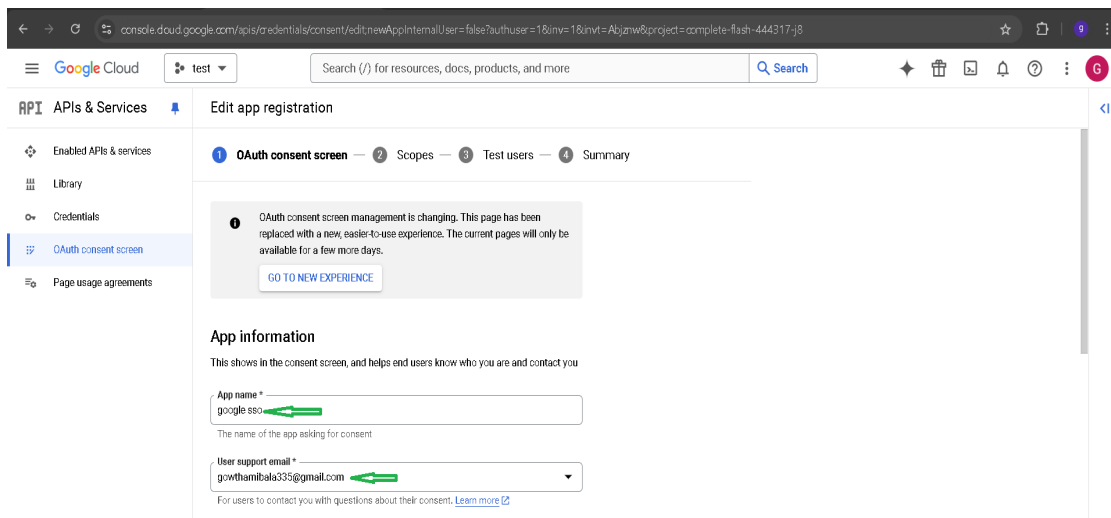 console.cloud.google.com/apis/credentials/consent/edit;newAppInternalUser=false?authuser=1&inv=1&invt=Abjznw&project=complete-flash-444317-j8
g
Google Cloud
test
Search (/) for resources, docs, products, and more
Search
G
API APIs & Services
Edit app registration
Enabled APIs & services
Library
Credentials
OAuth consent screen
Page usage agreements
1 OAuth consent screen — 2 Scopes — 3 Test users — 4 Summary
OAuth consent screen management is changing. This page has been
replaced with a new, easier-to-use experience. The current pages will only be
available for a few more days.
GO TO NEW EXPERIENCE
App information
This shows in the consent screen, and helps end users know who you are and contact you
App name *
google sso
The name of the app asking for consent
User support email *
gowthamibala335@gmail.com
For users to contact you with questions about their consent. Learn more